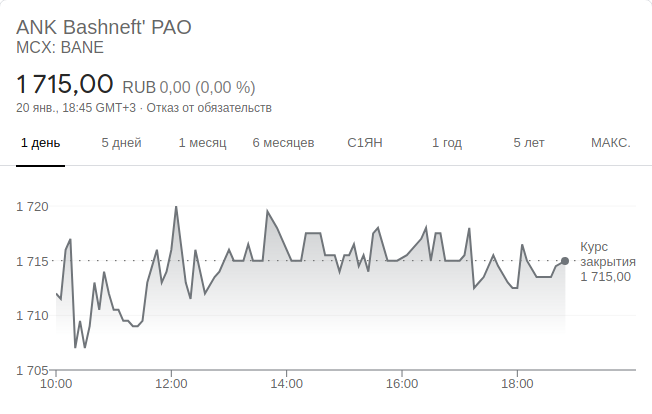 ANK Bashneft' PAO
MCX: BANE
1 715,00 RUB 0,00 (0,00 %)
20 янв., 18:45 GMT+3 · Отказ от обязательств
1 день 5 дней 1 месяц 6 месяцев С1ЯН 1 год 5 лет МАКС.
1 720
1 715
1 710
1 705
Курс
закрытия
1 715,00
10:00 12:00 14:00 16:00 18:00